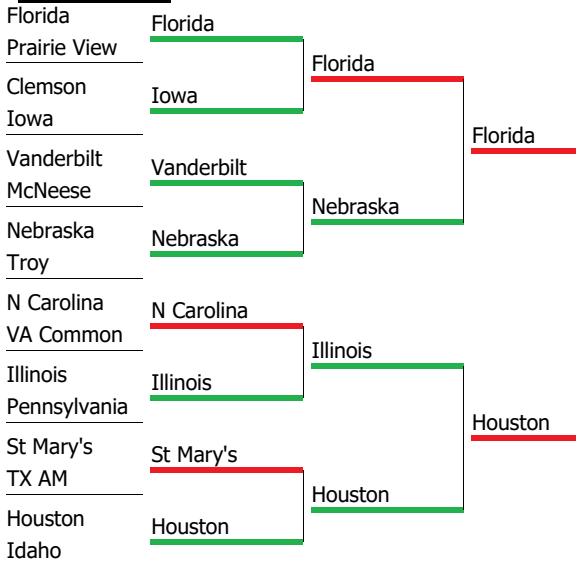 Florida
Prairie View
Clemson
Iowa
Vanderbilt
McNeese
Nebraska
Troy
N Carolina
VA Common
Illinois
Pennsylvania
St Mary's
TX AM
Houston
Idaho
Florida
Iowa
Vanderbilt
Nebraska
N Carolina
Illinois
St Mary's
Houston
Florida
Nebraska
Illinois
Houston
Florida
Houston